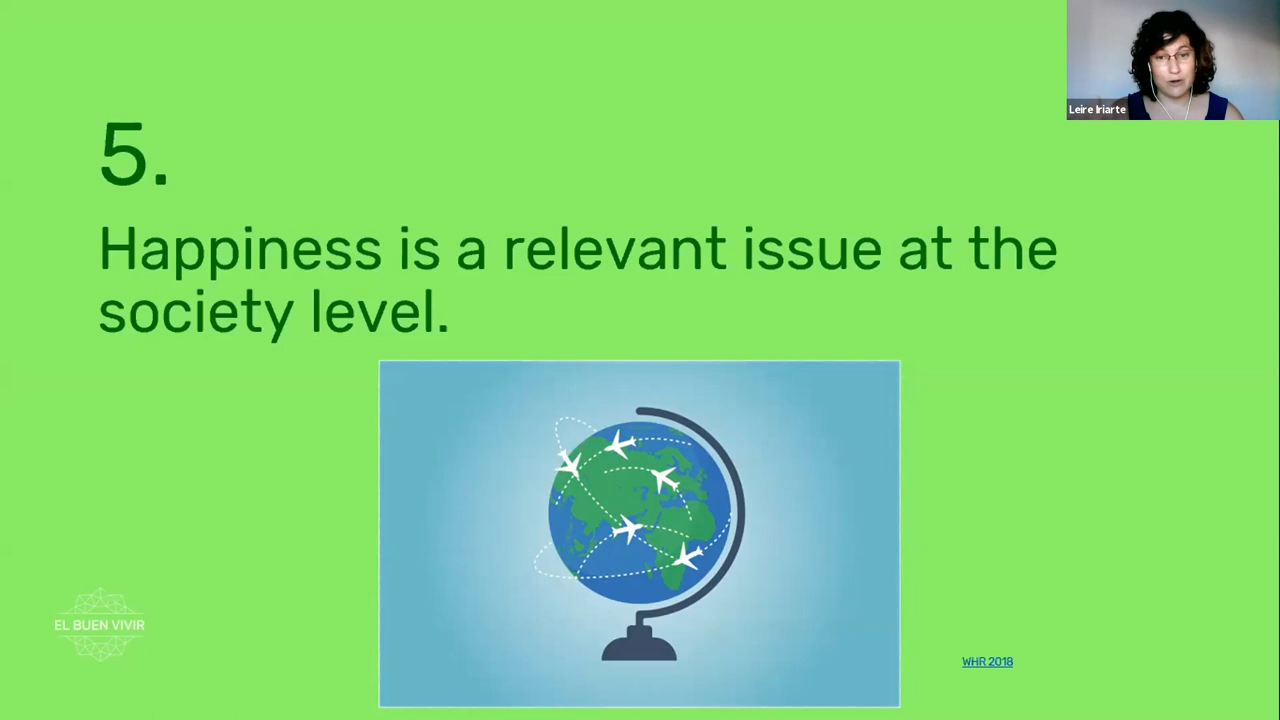 Leire Iriarte
5.
Happiness is a relevant issue at the
society level.
EL BUEN VIVIR
WHR 2018